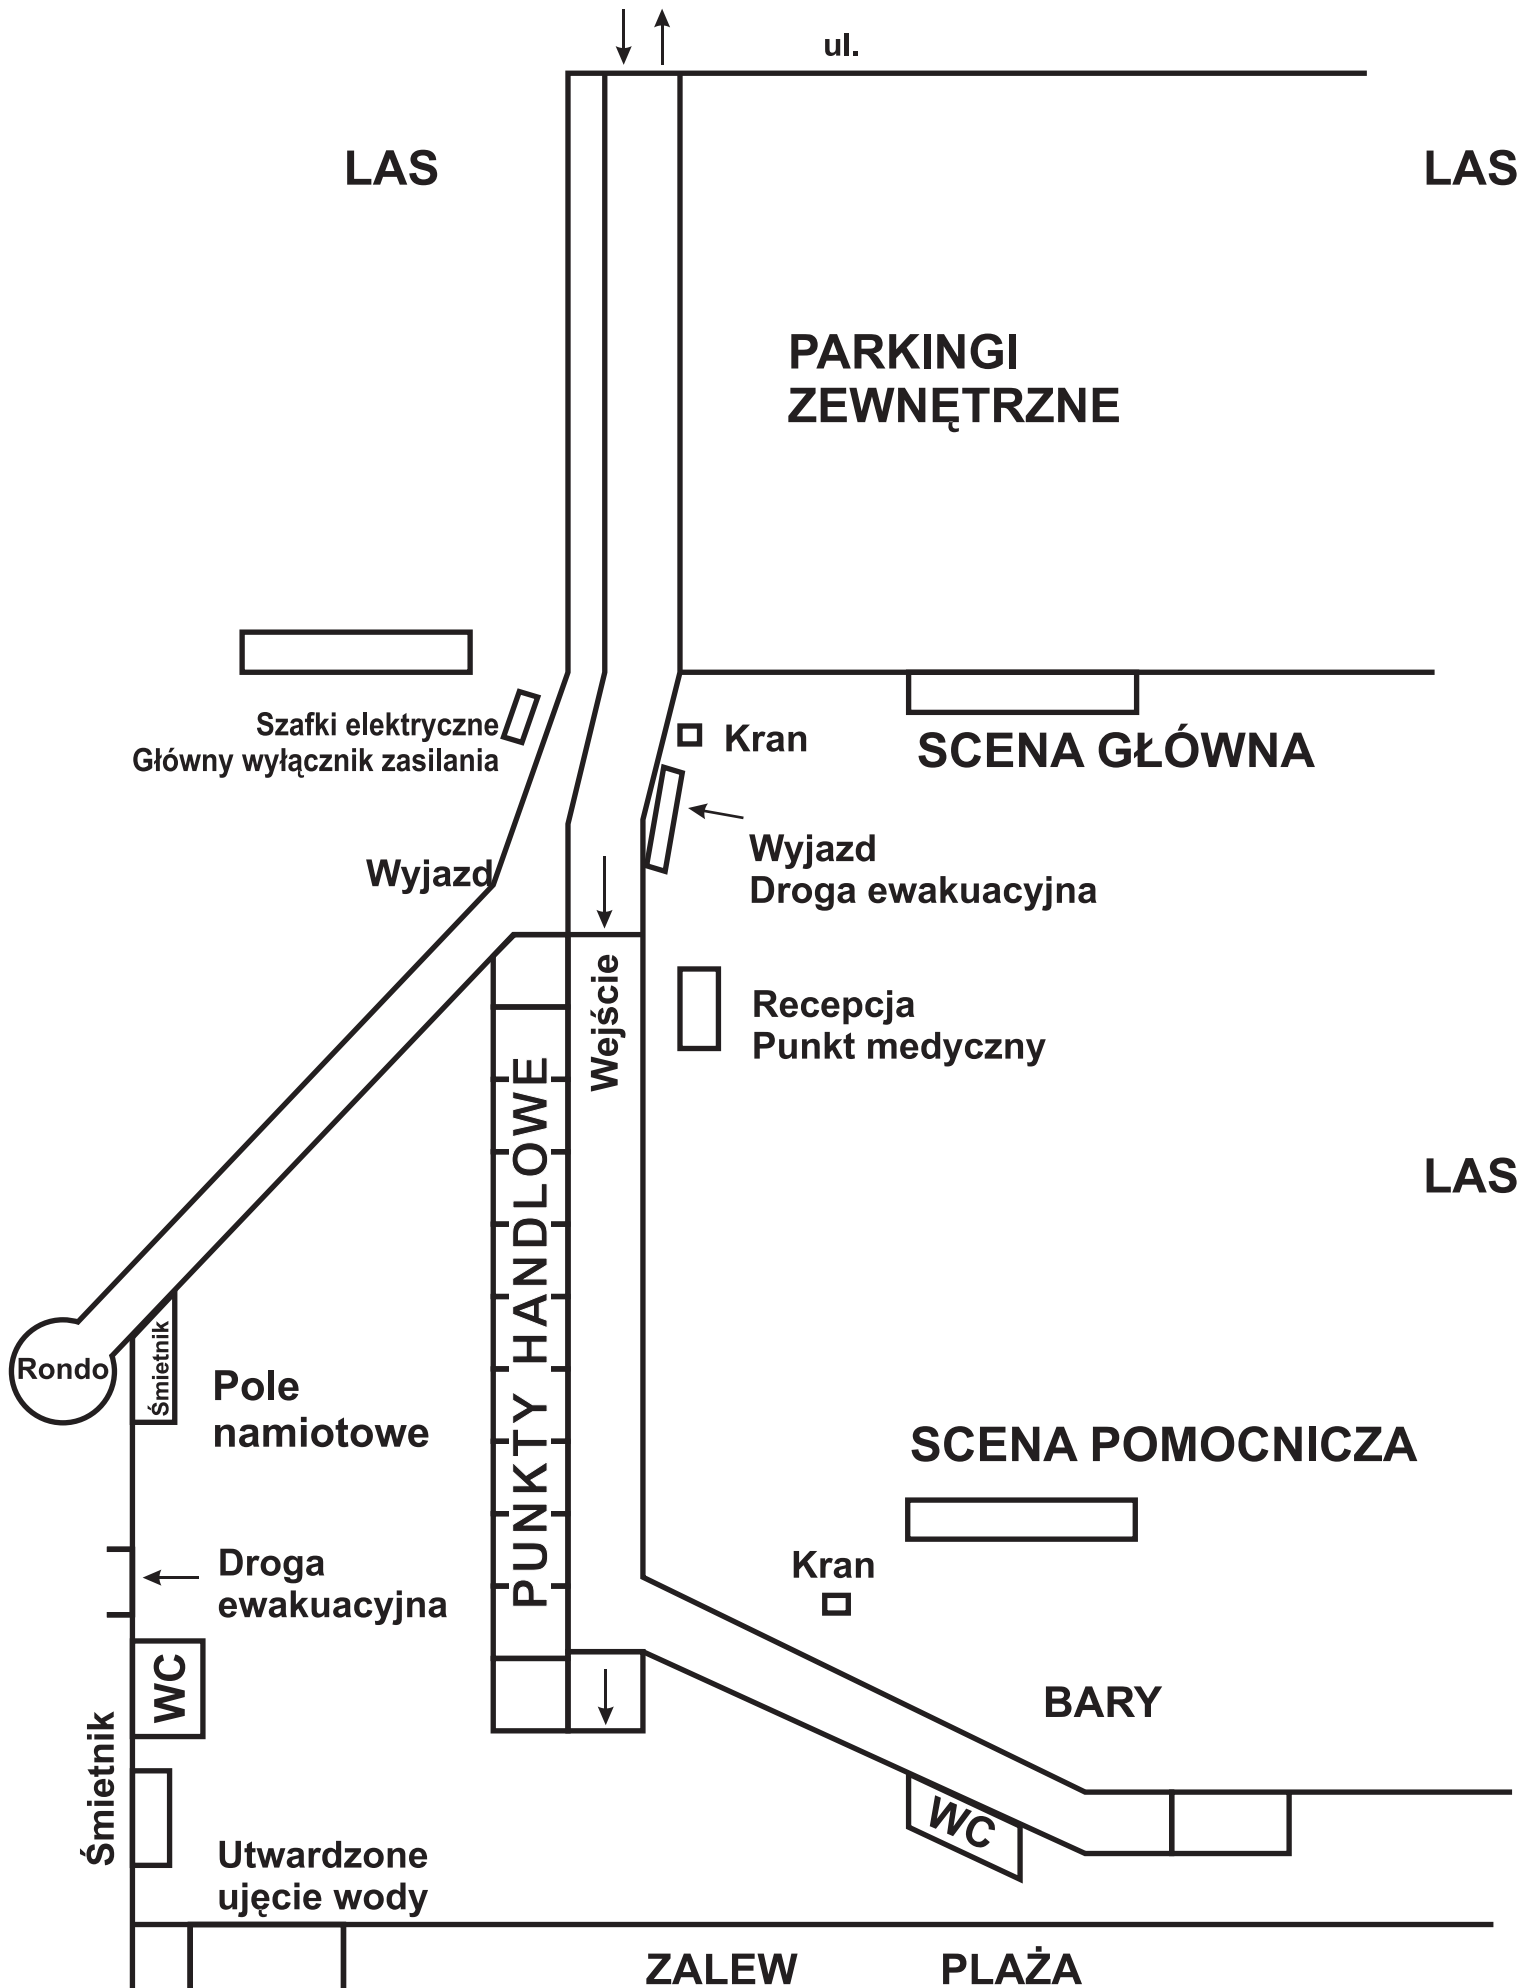 ul.
LAS
LAS
PARKINGI
ZEWNĘTRZNE
Szafki elektryczne
Główny wyłącznik zasilania
Kran
SCENA GŁÓWNA
Wyjazd
Wyjazd
Droga ewakuacyjna
Wejście
Recepcja
Punkt medyczny
PUNKTY HANDLOWE
LAS
Rondo
Śmietnik
Pole
namiotowe
SCENA POMOCNICZA
Droga
ewakuacyjna
Kran
WC
BARY
Śmietnik
WC
Utwardzone
ujęcie wody
ZALEW PLAŻA